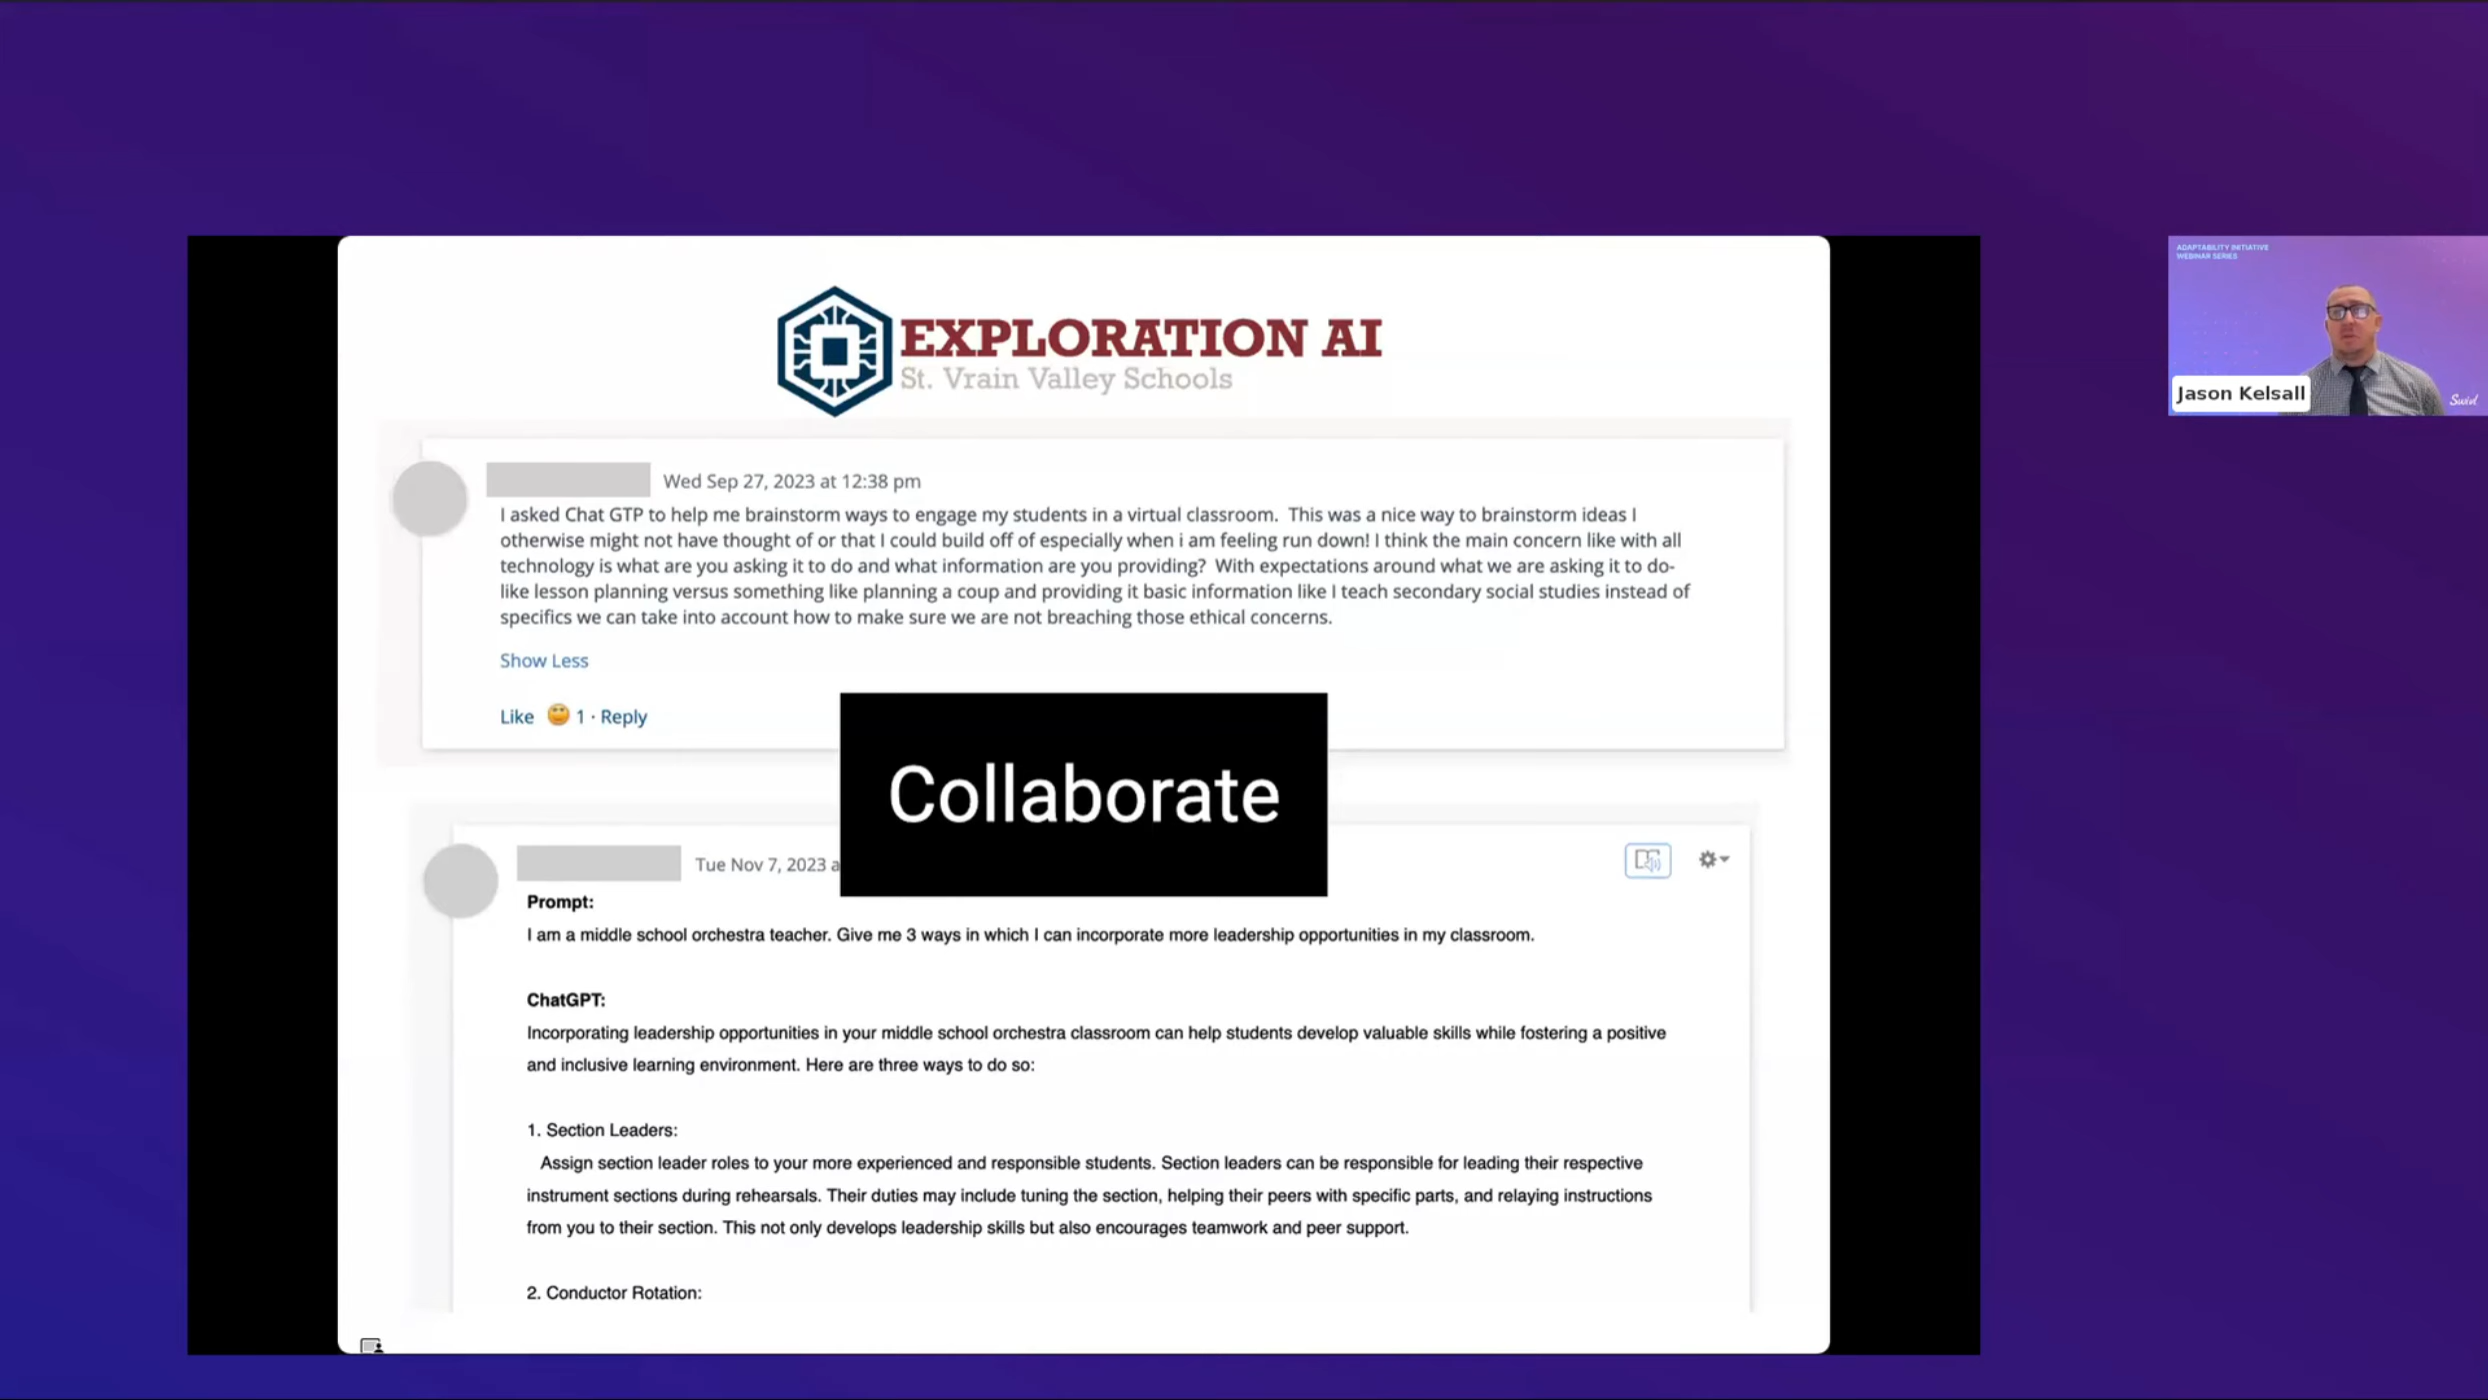 EXPLORATION AI
St. Vrain Valley Schools
ADAPTABILITY INITIATIVE
WEBINAR SERIES
Jason Kelsall
Swivl
Wed Sep 27, 2023 at 12:38 pm
I asked Chat GTP to help me brainstorm ways to engage my students in a virtual classroom. This was a nice way to brainstorm ideas I
otherwise might not have thought of or that I could build off of especially when i am feeling run down! I think the main concern like with all
technology is what are you asking it to do and what information are you providing? With expectations around what we are asking it to do-
like lesson planning versus something like planning a coup and providing it basic information like I teach secondary social studies instead of
specifics we can take into account how to make sure we are not breaching those ethical concerns.
Show Less
Like 1 · Reply
Collaborate
Tue Nov 7, 2023 a
Prompt:
I am a middle school orchestra teacher. Give me 3 ways in which I can incorporate more leadership opportunities in my classroom.
ChatGPT:
Incorporating leadership opportunities in your middle school orchestra classroom can help students develop valuable skills while fostering a positive
and inclusive learning environment. Here are three ways to do so:
1. Section Leaders:
Assign section leader roles to your more experienced and responsible students. Section leaders can be responsible for leading their respective
instrument sections during rehearsals. Their duties may include tuning the section, helping their peers with specific parts, and relaying instructions
from you to their section. This not only develops leadership skills but also encourages teamwork and peer support.
2. Conductor Rotation: